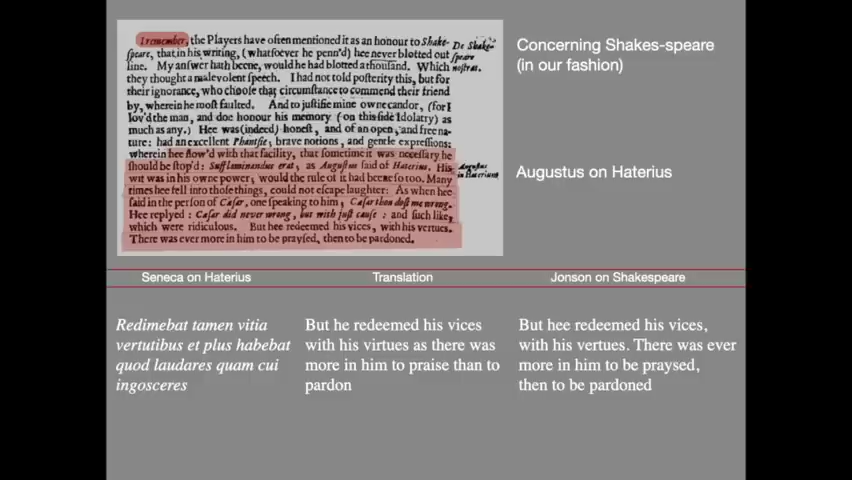 I remember, the Players have often mentioned it as an honour to Shake-
speare, that in his writing, (whatsoever he penn'd) hee never blotted out
line. My answer hath beene, would he had blotted a thousand. Which
they thought a malevolent speech. I had not told posterity this, but for
their ignorance, who choose that circumstance to commend their friend
by, wherein he most faulted. And to justifie mine owne candor, (for I
lov'd the man, and doe honour his memory (on this side Idolatry) as
much as any.) Hee was (indeed) honest, and of an open, and free na-
ture: had an excellent Phantsie; brave notions, and gentle expressions:
wherein hee flow'd with that facility, that sometime it was necessary he
should be stop'd: Sufflaminandus erat; as Augustus said of Haterius. His
wit was in his owne power; would the rule of it had beene so too. Many
times hee fell into those things, could not escape laughter: As when hee
said in the person of Cæsar, one speaking to him; Cæsar thou dost me wrong.
Hee replyed: Cæsar did never wrong, but with just cause: and such like,
which were ridiculous. But hee redeemed his vices, with his vertues.
There was ever more in him to be praysed, then to be pardoned.
De Shake-
speare
nostrat.
Augustus
in Haterium
Concerning Shakes-speare
(in our fashion)
Augustus on Haterius
Seneca on Haterius
Translation
Jonson on Shakespeare
Redimebat tamen vitia
vertutibus et plus habebat
quod laudares quam cui
ingosceres
But he redeemed his vices
with his virtues as there was
more in him to praise than to
pardon
But hee redeemed his vices,
with his vertues. There was ever
more in him to be praysed,
then to be pardoned